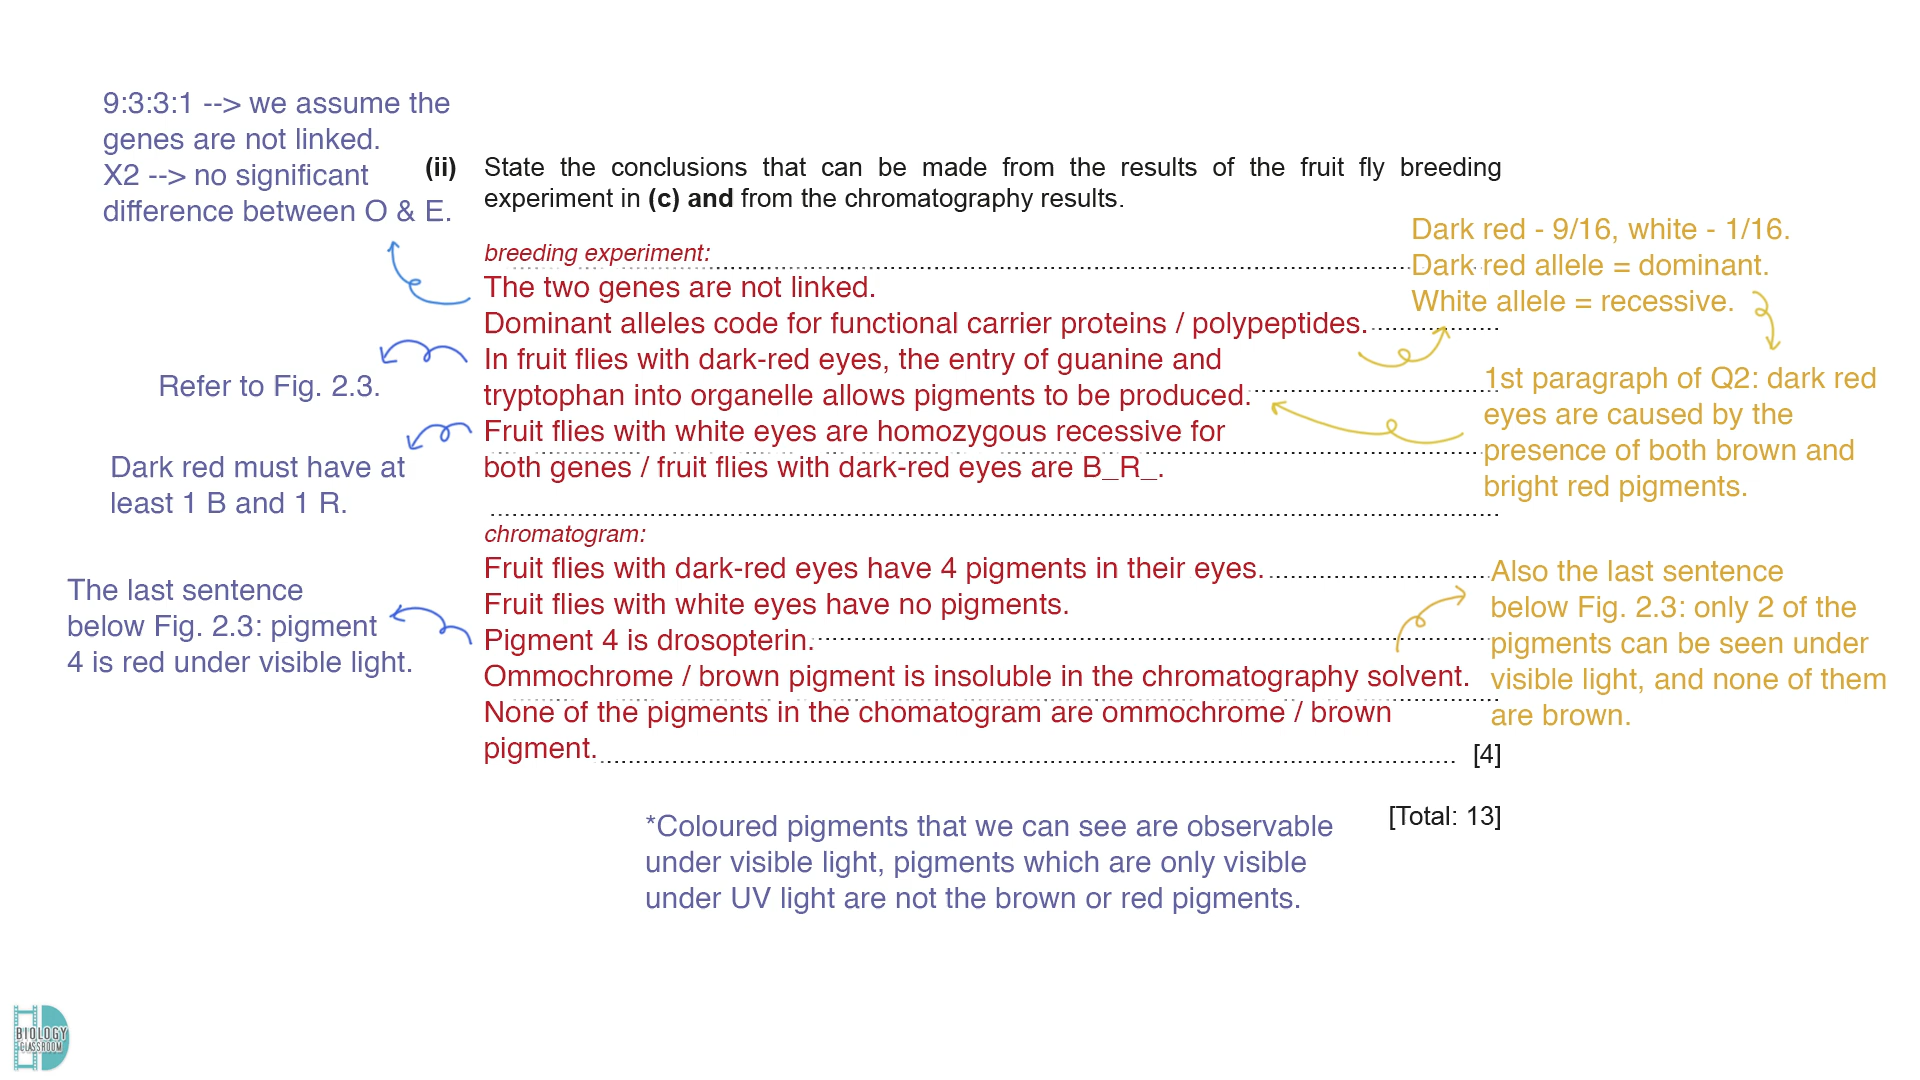 9:3:3:1 --> we assume the
genes are not linked.
X2 --> no significant
difference between O & E.
(ii) State the conclusions that can be made from the results of the fruit fly breeding
experiment in (c) and from the chromatography results.
breeding experiment:
The two genes are not linked.
Dominant alleles code for functional carrier proteins / polypeptides.
In fruit flies with dark-red eyes, the entry of guanine and
tryptophan into organelle allows pigments to be produced.
Fruit flies with white eyes are homozygous recessive for
both genes / fruit flies with dark-red eyes are B_R_.
Dark red - 9/16, white - 1/16.
Dark red allele = dominant.
White allele = recessive.
1st paragraph of Q2: dark red
eyes are caused by the
presence of both brown and
bright red pigments.
Refer to Fig. 2.3.
Dark red must have at
least 1 B and 1 R.
chromatogram:
Fruit flies with dark-red eyes have 4 pigments in their eyes.
Fruit flies with white eyes have no pigments.
Pigment 4 is drosopterin.
Ommochrome / brown pigment is insoluble in the chromatography solvent.
None of the pigments in the chomatogram are ommochrome / brown
pigment.
[4]
The last sentence
below Fig. 2.3: pigment
4 is red under visible light.
Also the last sentence
below Fig. 2.3: only 2 of the
pigments can be seen under
visible light, and none of them
are brown.
[Total: 13]
*Coloured pigments that we can see are observable
under visible light, pigments which are only visible
under UV light are not the brown or red pigments.
BIOLOGY
CLASSROOM